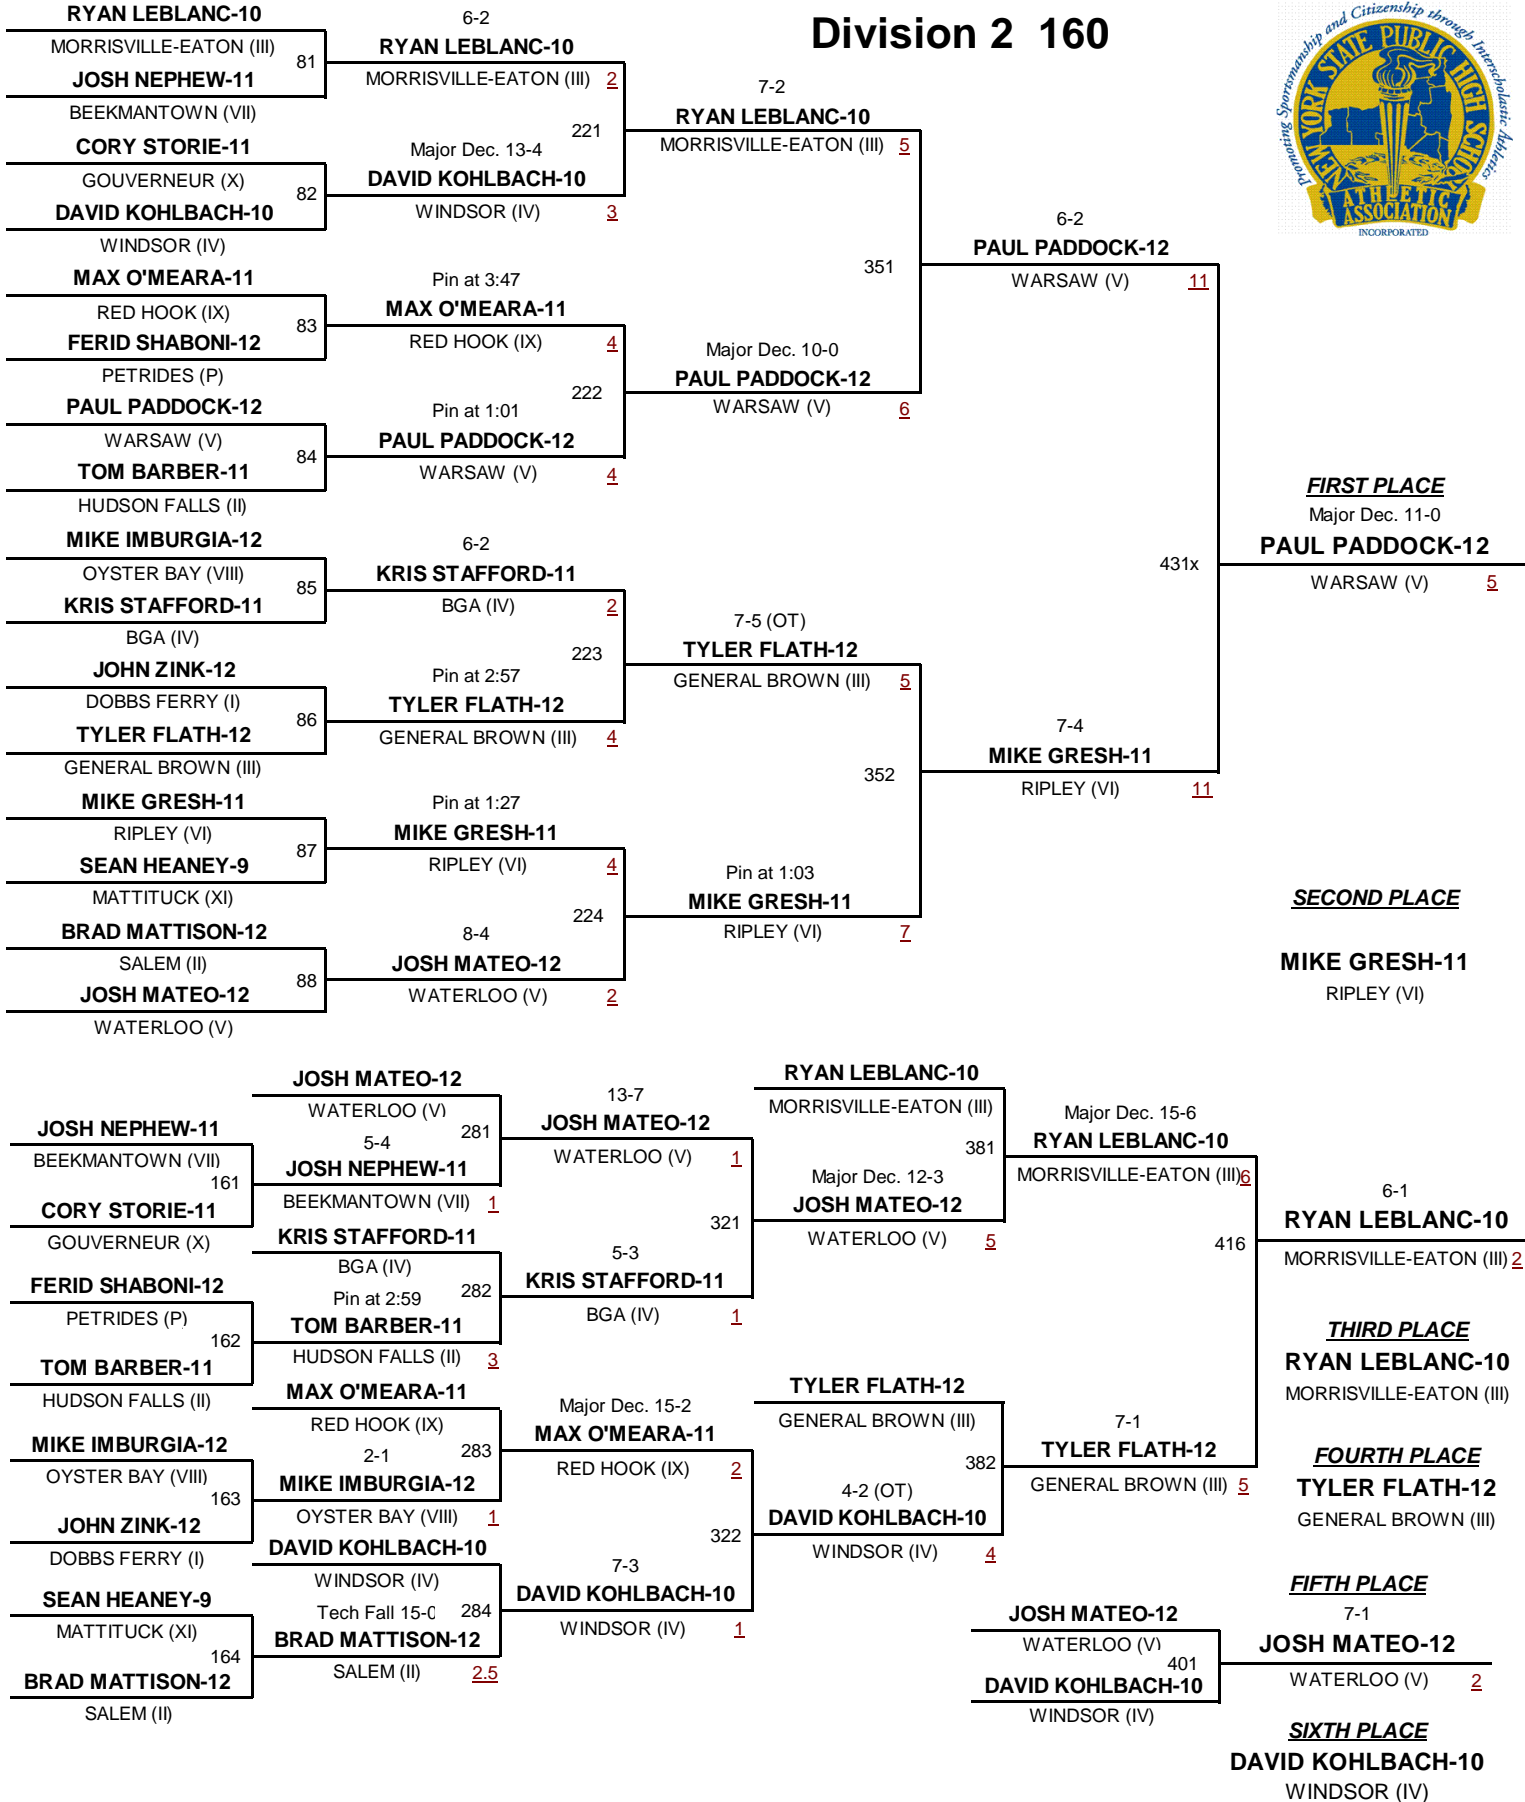 Division 2 160
Promoting Sportsmanship and Citizenship through Interscholastic Athletics
NEW YORK STATE PUBLIC HIGH SCHOOL
ATHLETIC
ASSOCIATION
INCORPORATED
RYAN LEBLANC-10
MORRISVILLE-EATON (III)
81
JOSH NEPHEW-11
BEEKMANTOWN (VII)
CORY STORIE-11
GOUVERNEUR (X)
82
DAVID KOHLBACH-10
WINDSOR (IV)
MAX O'MEARA-11
RED HOOK (IX)
83
FERID SHABONI-12
PETRIDES (P)
PAUL PADDOCK-12
WARSAW (V)
84
TOM BARBER-11
HUDSON FALLS (II)
MIKE IMBURGIA-12
OYSTER BAY (VIII)
85
KRIS STAFFORD-11
BGA (IV)
JOHN ZINK-12
DOBBS FERRY (I)
86
TYLER FLATH-12
GENERAL BROWN (III)
MIKE GRESH-11
RIPLEY (VI)
87
SEAN HEANEY-9
MATTITUCK (XI)
BRAD MATTISON-12
SALEM (II)
88
JOSH MATEO-12
WATERLOO (V)
6-2
RYAN LEBLANC-10
MORRISVILLE-EATON (III) 2
221
Major Dec. 13-4
DAVID KOHLBACH-10
WINDSOR (IV) 3
Pin at 3:47
MAX O'MEARA-11
RED HOOK (IX) 4
222
Pin at 1:01
PAUL PADDOCK-12
WARSAW (V) 4
6-2
KRIS STAFFORD-11
BGA (IV) 2
223
Pin at 2:57
TYLER FLATH-12
GENERAL BROWN (III) 4
Pin at 1:27
MIKE GRESH-11
RIPLEY (VI) 4
224
8-4
JOSH MATEO-12
WATERLOO (V) 2
7-2
RYAN LEBLANC-10
MORRISVILLE-EATON (III) 5
351
Major Dec. 10-0
PAUL PADDOCK-12
WARSAW (V) 6
7-5 (OT)
TYLER FLATH-12
GENERAL BROWN (III) 5
352
Pin at 1:03
MIKE GRESH-11
RIPLEY (VI) 7
6-2
PAUL PADDOCK-12
WARSAW (V) 11
431x
7-4
MIKE GRESH-11
RIPLEY (VI) 11
FIRST PLACE
Major Dec. 11-0
PAUL PADDOCK-12
WARSAW (V) 5
SECOND PLACE
MIKE GRESH-11
RIPLEY (VI)
JOSH NEPHEW-11
BEEKMANTOWN (VII)
161
CORY STORIE-11
GOUVERNEUR (X)
FERID SHABONI-12
PETRIDES (P)
162
TOM BARBER-11
HUDSON FALLS (II)
MIKE IMBURGIA-12
OYSTER BAY (VIII)
163
JOHN ZINK-12
DOBBS FERRY (I)
SEAN HEANEY-9
MATTITUCK (XI)
164
BRAD MATTISON-12
SALEM (II)
JOSH MATEO-12
WATERLOO (V)
281
5-4
JOSH NEPHEW-11
BEEKMANTOWN (VII) 1
KRIS STAFFORD-11
BGA (IV)
282
Pin at 2:59
TOM BARBER-11
HUDSON FALLS (II) 3
MAX O'MEARA-11
RED HOOK (IX)
283
2-1
MIKE IMBURGIA-12
OYSTER BAY (VIII) 1
DAVID KOHLBACH-10
WINDSOR (IV)
Tech Fall 15-0 284
BRAD MATTISON-12
SALEM (II) 2.5
13-7
JOSH MATEO-12
WATERLOO (V) 1
321
5-3
KRIS STAFFORD-11
BGA (IV) 1
Major Dec. 15-2
MAX O'MEARA-11
RED HOOK (IX) 2
322
7-3
DAVID KOHLBACH-10
WINDSOR (IV) 1
RYAN LEBLANC-10
MORRISVILLE-EATON (III)
381
Major Dec. 12-3
JOSH MATEO-12
WATERLOO (V) 5
TYLER FLATH-12
GENERAL BROWN (III)
382
4-2 (OT)
DAVID KOHLBACH-10
WINDSOR (IV) 4
Major Dec. 15-6
RYAN LEBLANC-10
MORRISVILLE-EATON (III) 6
416
7-1
TYLER FLATH-12
GENERAL BROWN (III) 5
6-1
RYAN LEBLANC-10
MORRISVILLE-EATON (III) 2
THIRD PLACE
RYAN LEBLANC-10
MORRISVILLE-EATON (III)
FOURTH PLACE
TYLER FLATH-12
GENERAL BROWN (III)
JOSH MATEO-12
WATERLOO (V)
401
DAVID KOHLBACH-10
WINDSOR (IV)
FIFTH PLACE
7-1
JOSH MATEO-12
WATERLOO (V) 2
SIXTH PLACE
DAVID KOHLBACH-10
WINDSOR (IV)